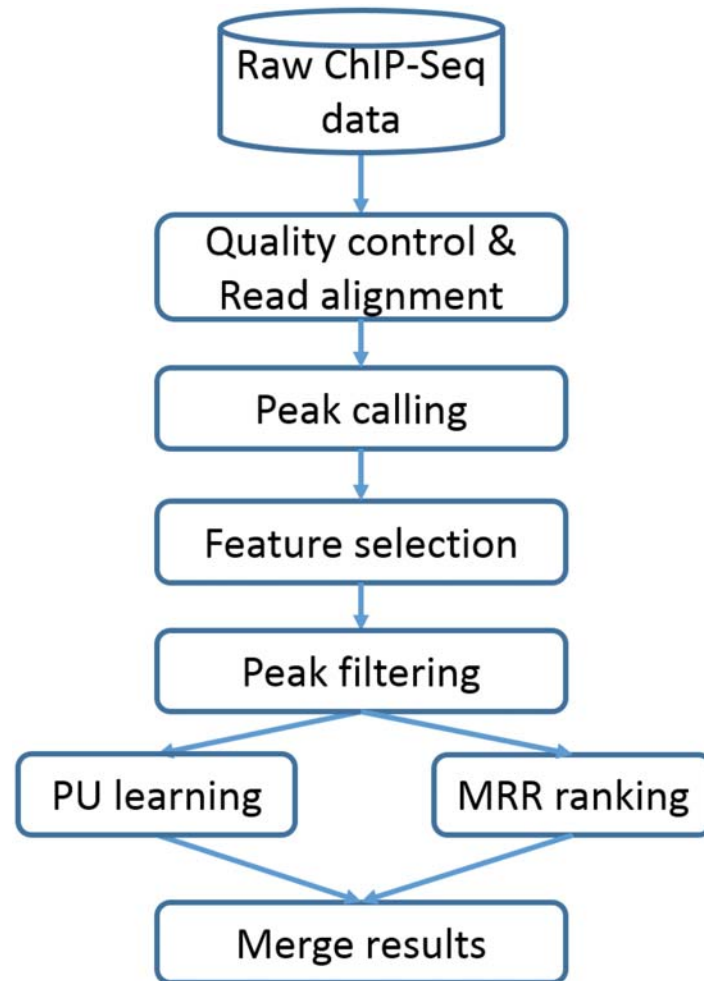 Raw ChIP-Seq
data
Quality control &
Read alignment
Peak calling
Feature selection
Peak filtering
PU learning
MRR ranking
Merge results